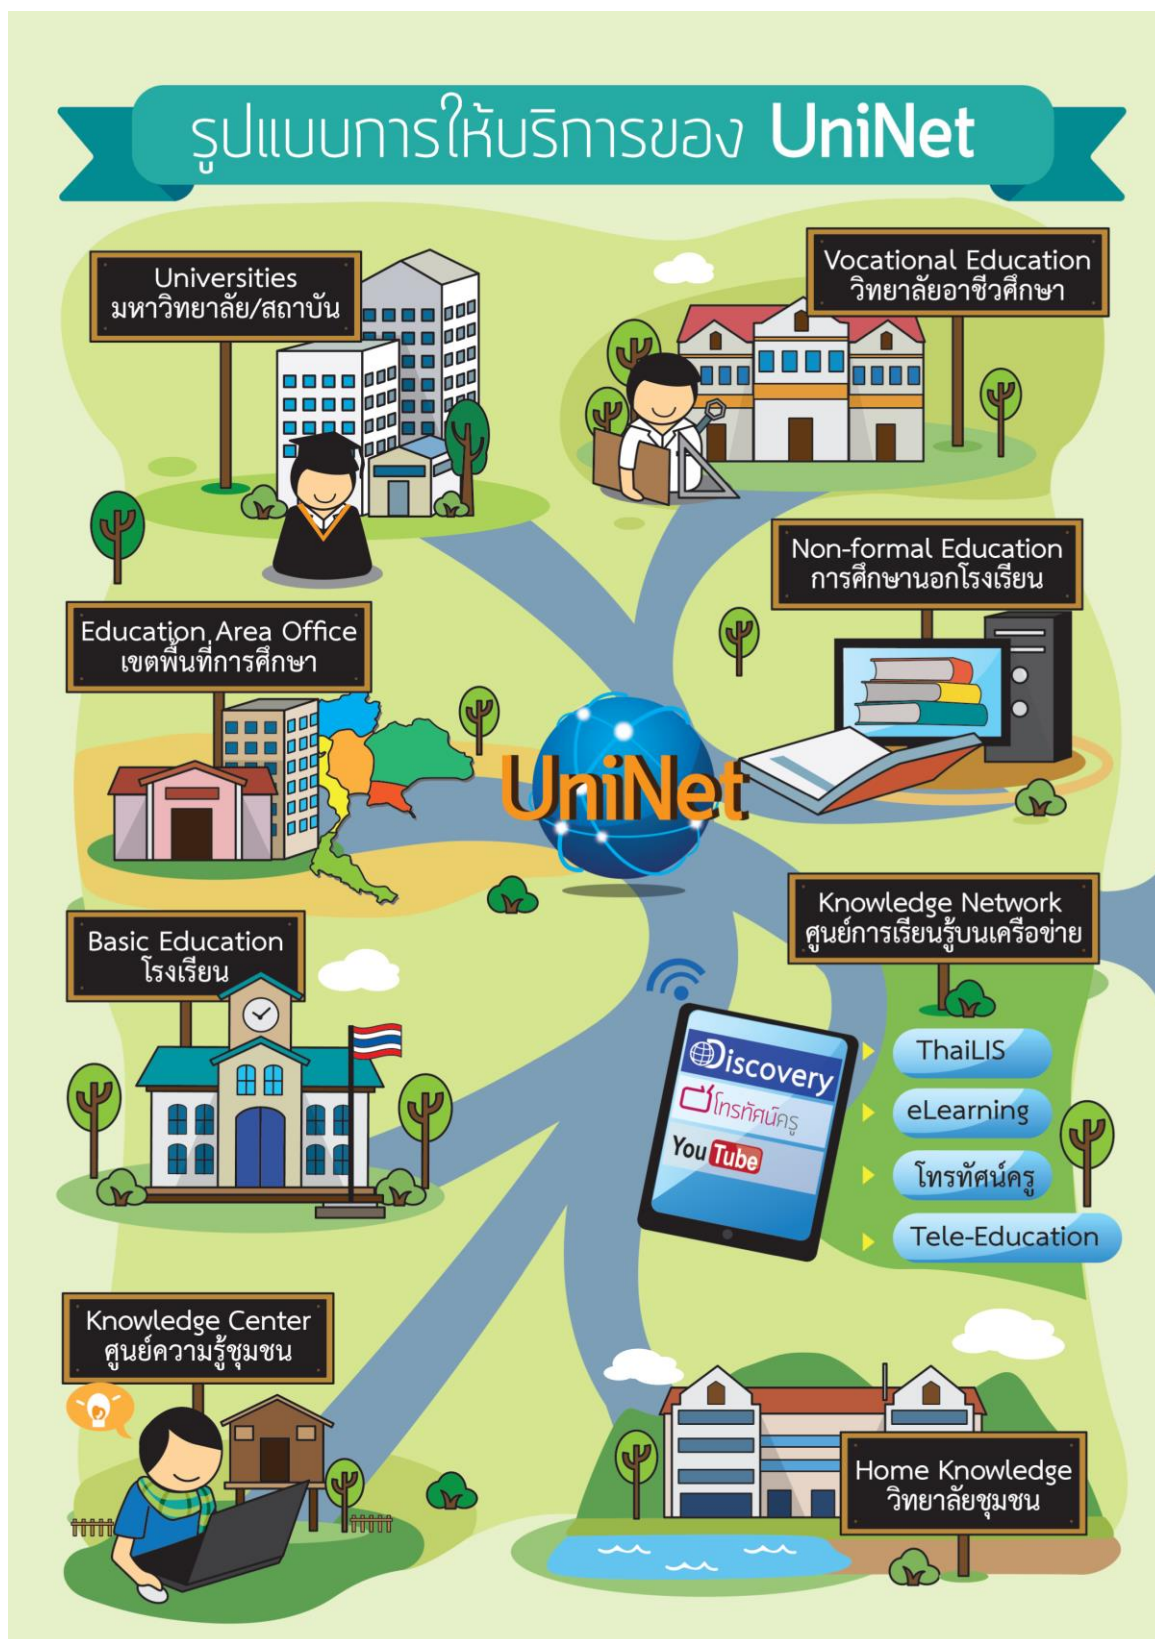 รูปแบบการให้บริการของ UniNet
Universities
มหาวิทยาลัย/สถาบัน
Vocational Education
วิทยาลัยอาชีวศึกษา
Non-formal Education
การศึกษานอกโรงเรียน
Education Area Office
เขตพื้นที่การศึกษา
UniNet
Knowledge Network
ศูนย์การเรียนรู้บนเครือข่าย
Basic Education
โรงเรียน
Discovery
โทรทัศน์ครู
You Tube
ThaiLIS
eLearning
โทรทัศน์ครู
Tele-Education
Knowledge Center
ศูนย์ความรู้ชุมชน
Home Knowledge
วิทยาลัยชุมชน